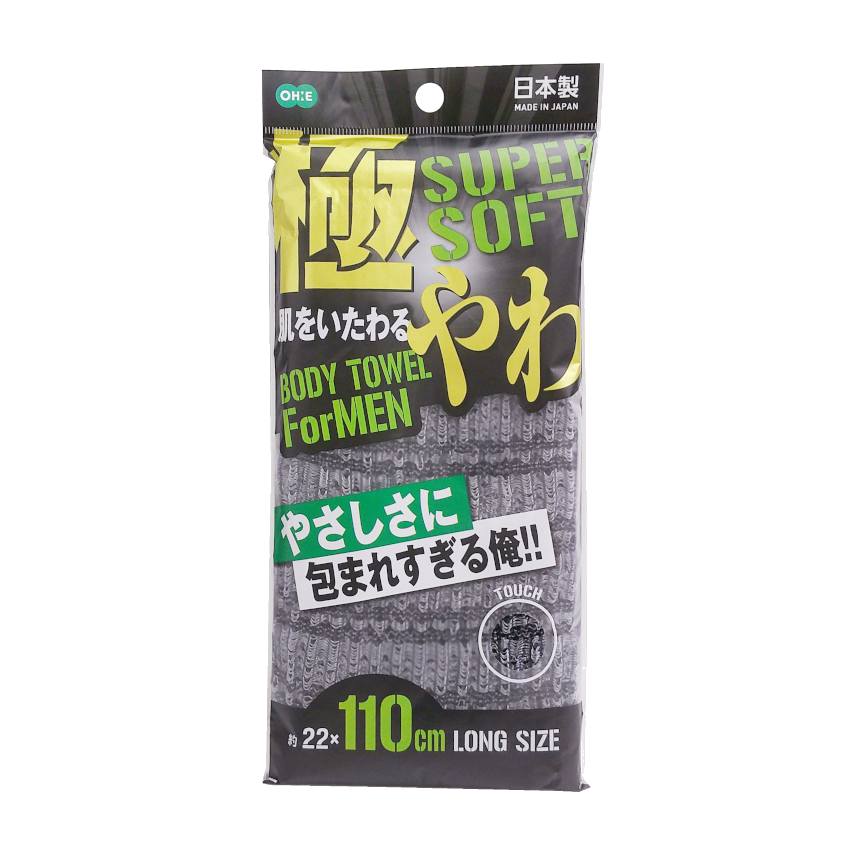 OH:E
日本製
MADE IN JAPAN
極
SUPER
SOFT
やわ
肌をいたわる
BODY TOWEL
ForMEN
やさしさに
包まれすぎる俺!!
TOUCH
約22×110cm LONG SIZE